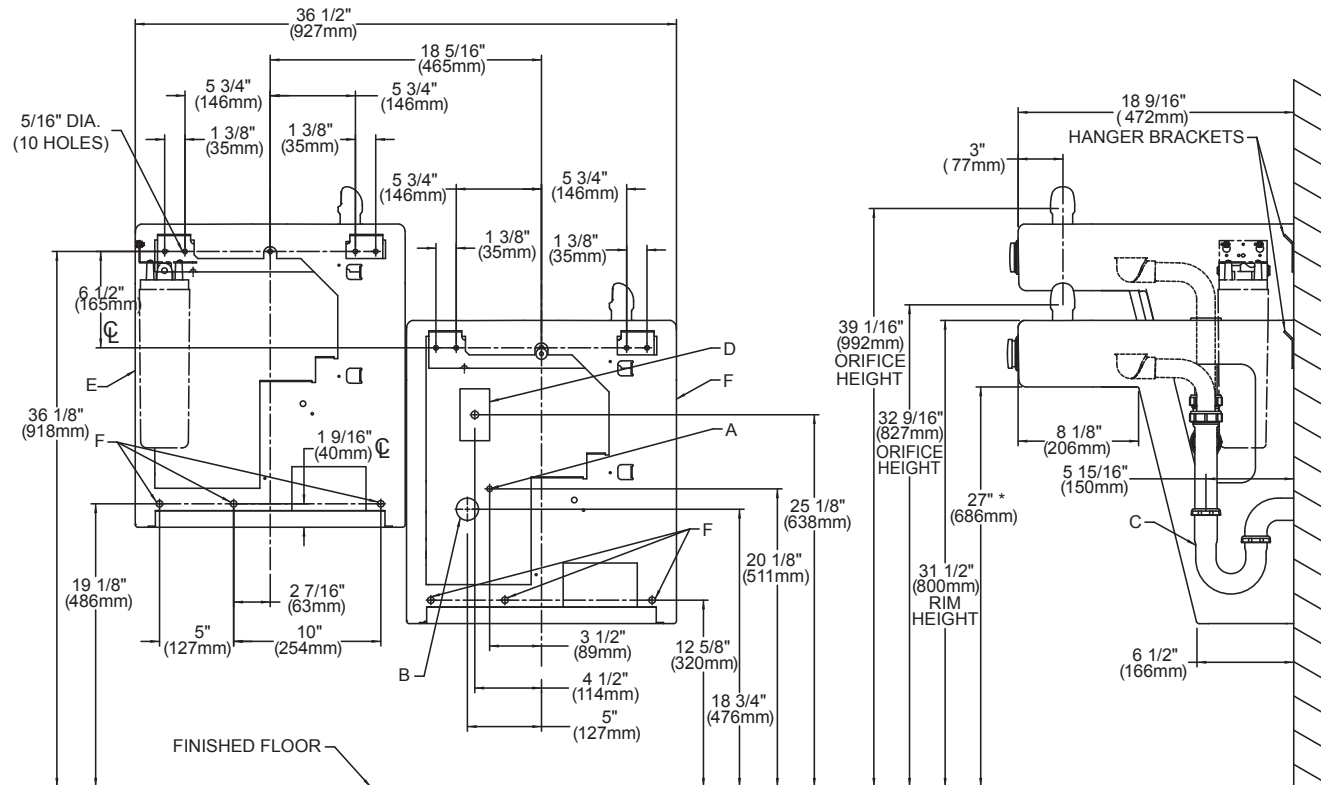 36 1/2"
(927mm)
18 5/16"
(465mm)
5 3/4"
(146mm)
5 3/4"
(146mm)
5/16" DIA.
(10 HOLES)
1 3/8"
(35mm)
1 3/8"
(35mm)
5 3/4"
(146mm)
5 3/4"
(146mm)
1 3/8"
(35mm)
1 3/8"
(35mm)
6 1/2"
(165mm)
℄
E
D
F
36 1/8"
(918mm)
F
1 9/16"
(40mm)
℄
A
25 1/8"
(638mm)
F
20 1/8"
(511mm)
19 1/8"
(486mm)
2 7/16"
(63mm)
5"
(127mm)
10"
(254mm)
3 1/2"
(89mm)
12 5/8"
(320mm)
B
4 1/2"
(114mm)
18 3/4"
(476mm)
5"
(127mm)
FINISHED FLOOR
18 9/16"
( 472mm)
HANGER BRACKETS
3"
( 77mm)
39 1/16"
(992mm)
ORIFICE
HEIGHT
32 9/16"
(827mm)
ORIFICE
HEIGHT
8 1/8"
(206mm)
5 15/16"
(150mm)
27" *
(686mm)
C
31 1/2"
(800mm)
RIM
HEIGHT
6 1/2"
(166mm)